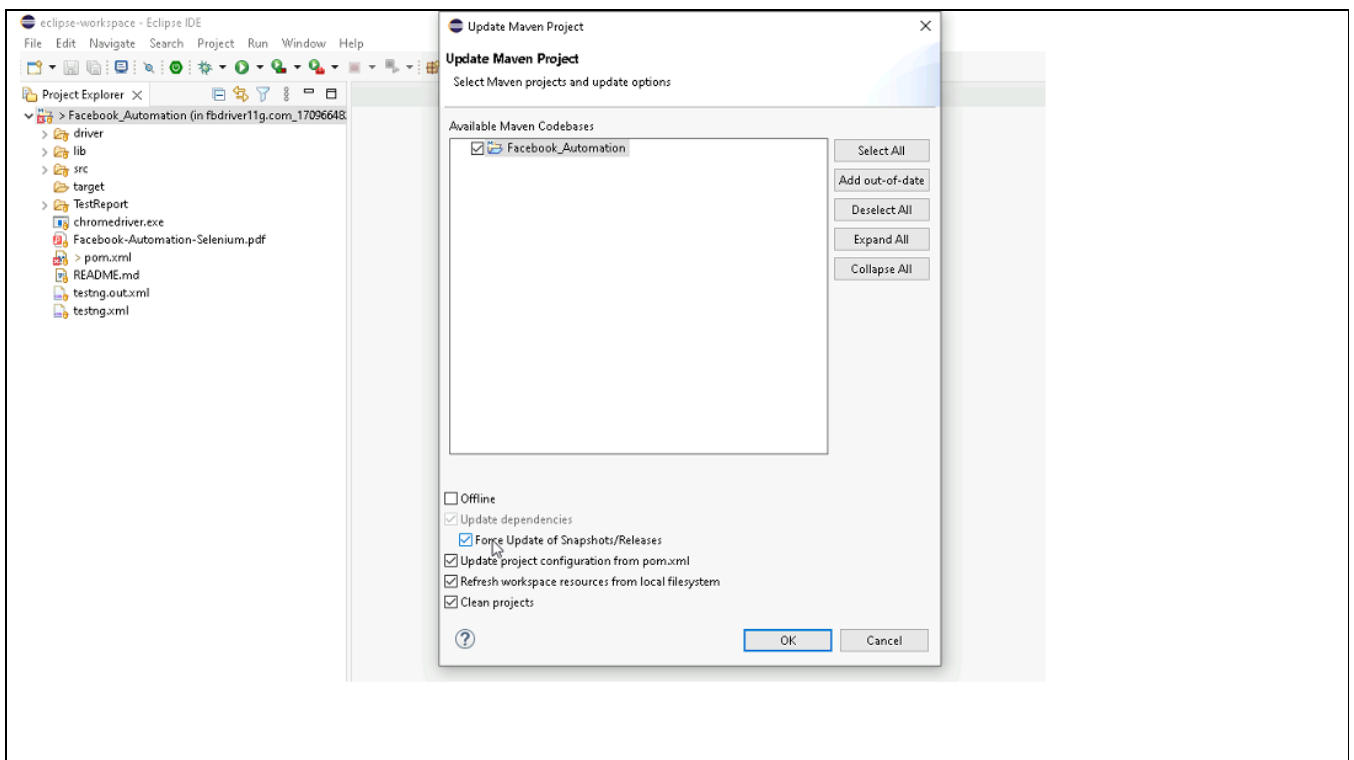 eclipse-workspace - Eclipse IDE
File Edit Navigate Search Project Run Window Help
Project Explorer
> Facebook_Automation (in fbdriver11g.com_17096648
driver
lib
src
target
TestReport
chromedriver.exe
Facebook-Automation-Selenium.pdf
> pom.xml
README.md
testng.out.xml
testng.xml
Update Maven Project
Update Maven Project
Select Maven projects and update options
Available Maven Codebases
Facebook_Automation
Select All
Add out-of-date
Deselect All
Expand All
Collapse All
Offline
Update dependencies
Force Update of Snapshots/Releases
Update project configuration from pom.xml
Refresh workspace resources from local filesystem
Clean projects
OK
Cancel